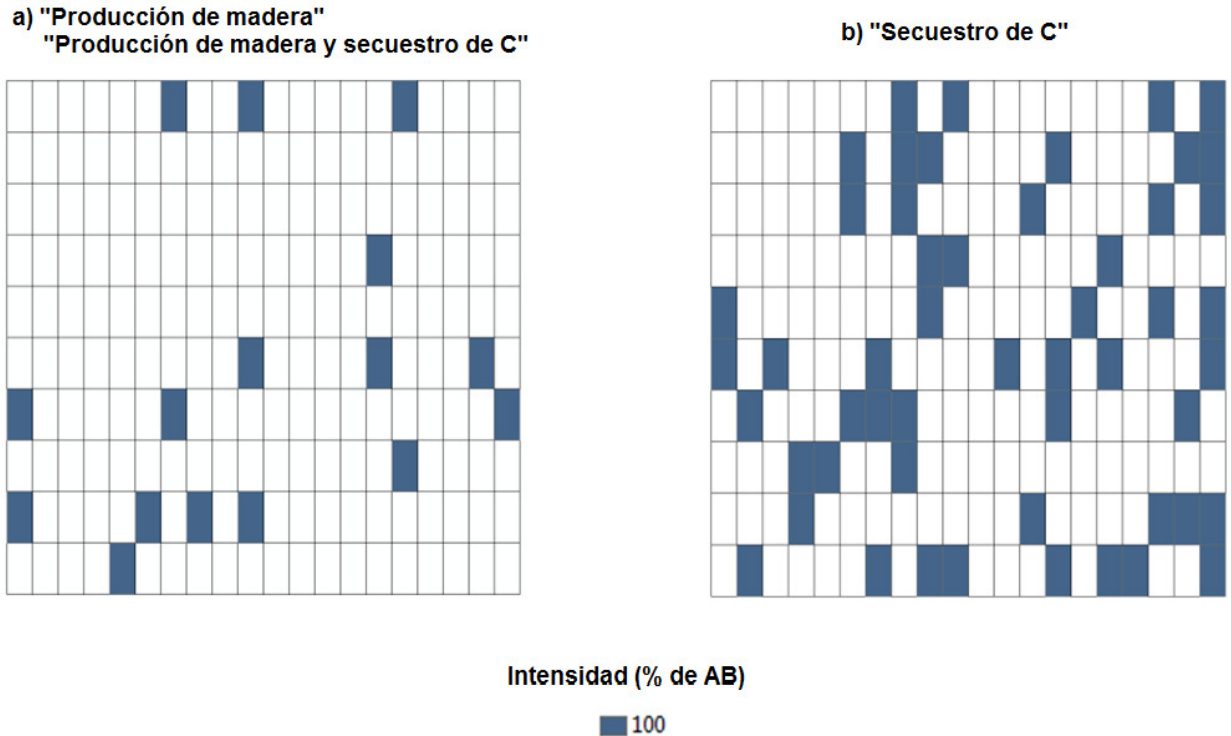 a) "Producción de madera"
"Producción de madera y secuestro de C"
b) "Secuestro de C"
Intensidad (% de AB)
100